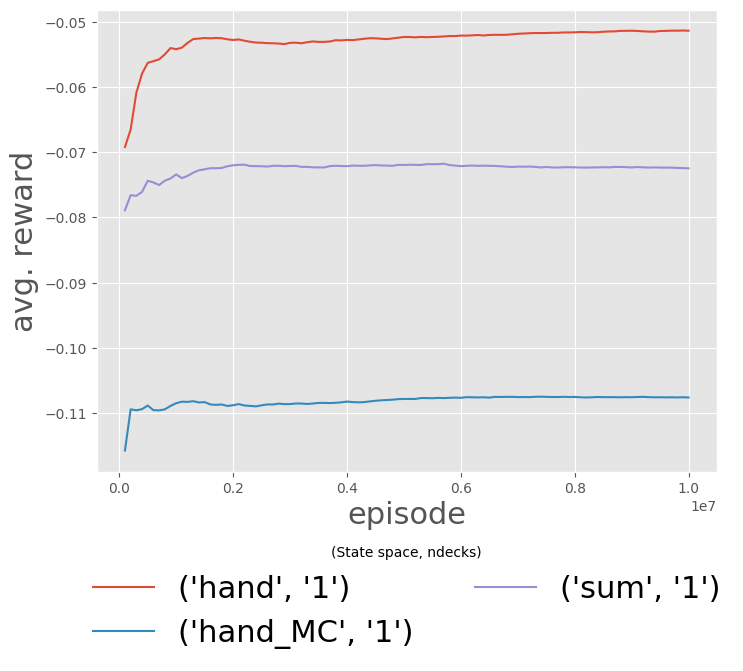 −0.05
−0.06
−0.07
−0.08
−0.09
−0.10
−0.11
avg. reward
0.0 0.2 0.4 0.6 0.8 1.0
1e7
episode
(State space, ndecks)
('hand', '1') ('sum', '1')
('hand_MC', '1')